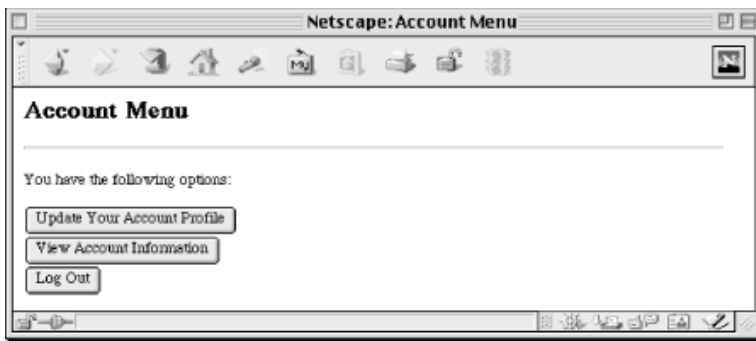 Netscape: Account Menu
My
N
Account Menu
You have the following options:
Update Your Account Profile
View Account Information
Log Out